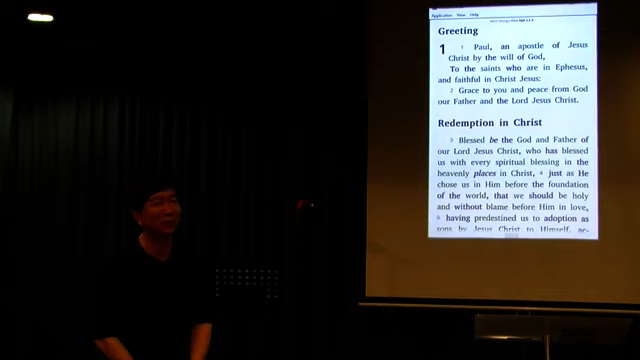 Application View Help
Greeting
1 1 Paul, an apostle of Jesus
Christ by the will of God,
To the saints who are in Ephesus,
and faithful in Christ Jesus:
2 Grace to you and peace from God
our Father and the Lord Jesus Christ.
Redemption in Christ
3 Blessed be the God and Father of
our Lord Jesus Christ, who has blessed
us with every spiritual blessing in the
heavenly places in Christ, 4 just as He
chose us in Him before the foundation
of the world, that we should be holy
and without blame before Him in love,
5 having predestined us to adoption as
sons by Jesus Christ to Himself, ac-